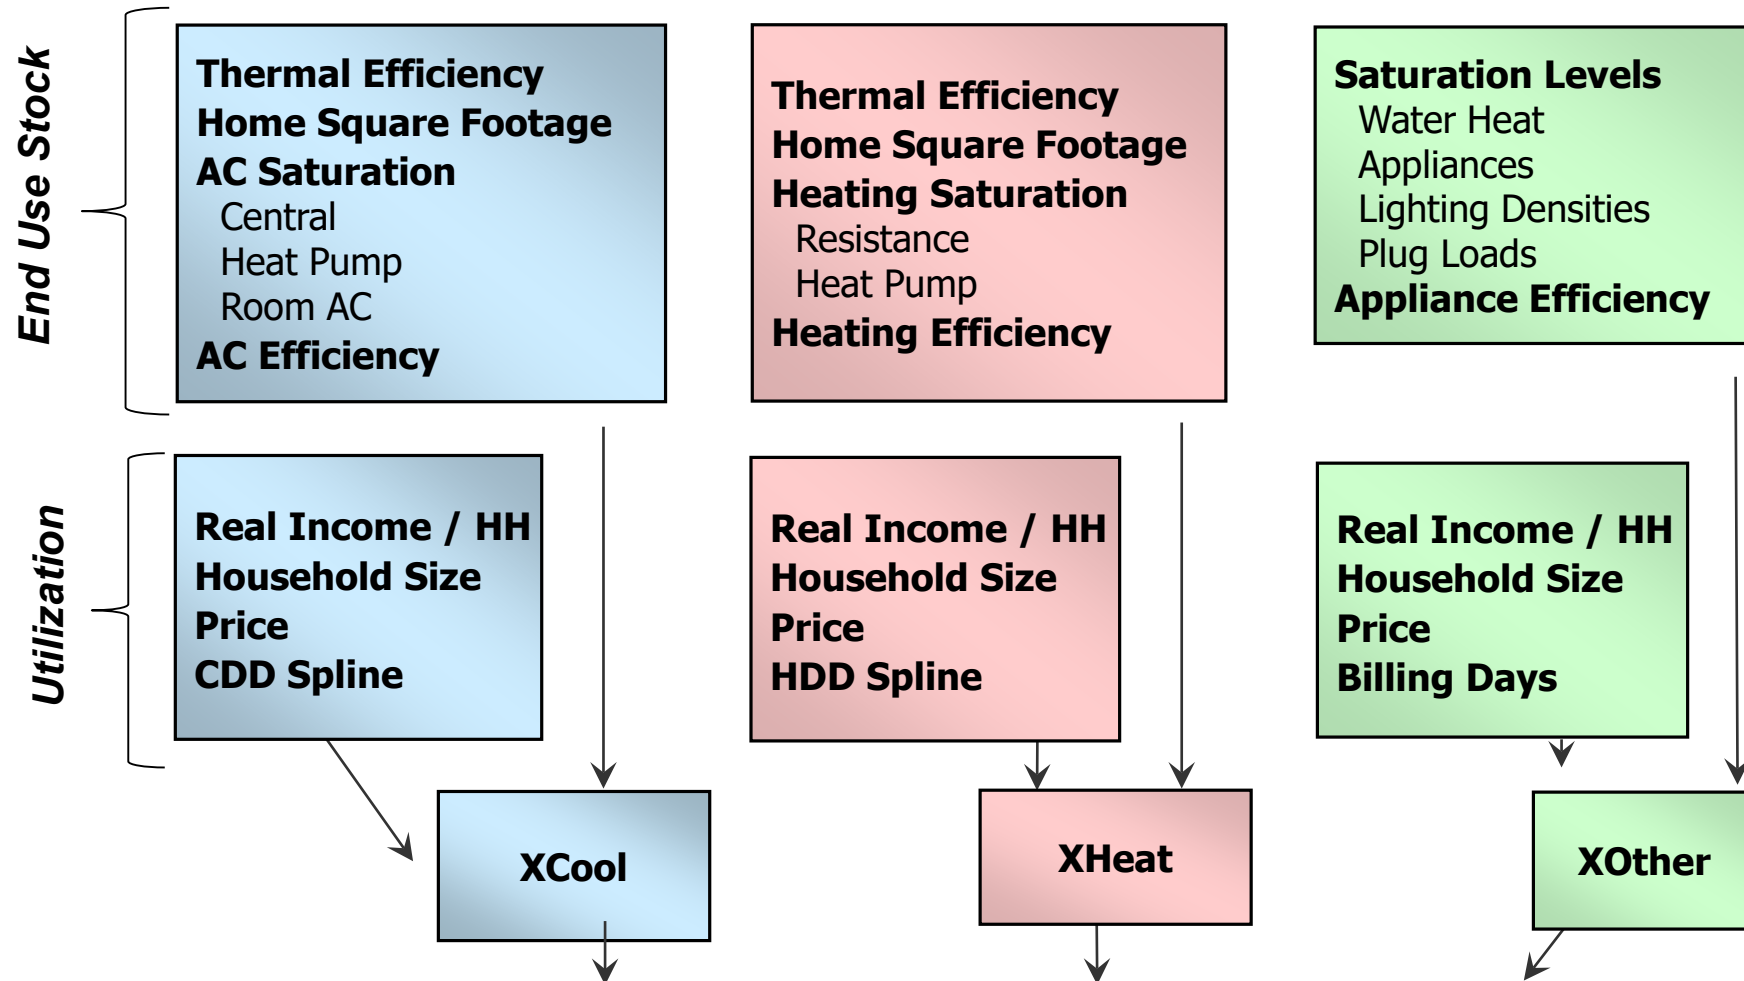 End Use Stock
Thermal Efficiency
Home Square Footage
AC Saturation
Central
Heat Pump
Room AC
AC Efficiency
Thermal Efficiency
Home Square Footage
Heating Saturation
Resistance
Heat Pump
Heating Efficiency
Saturation Levels
Water Heat
Appliances
Lighting Densities
Plug Loads
Appliance Efficiency
Utilization
Real Income / HH
Household Size
Price
CDD Spline
Real Income / HH
Household Size
Price
HDD Spline
Real Income / HH
Household Size
Price
Billing Days
XCool
XHeat
XOther